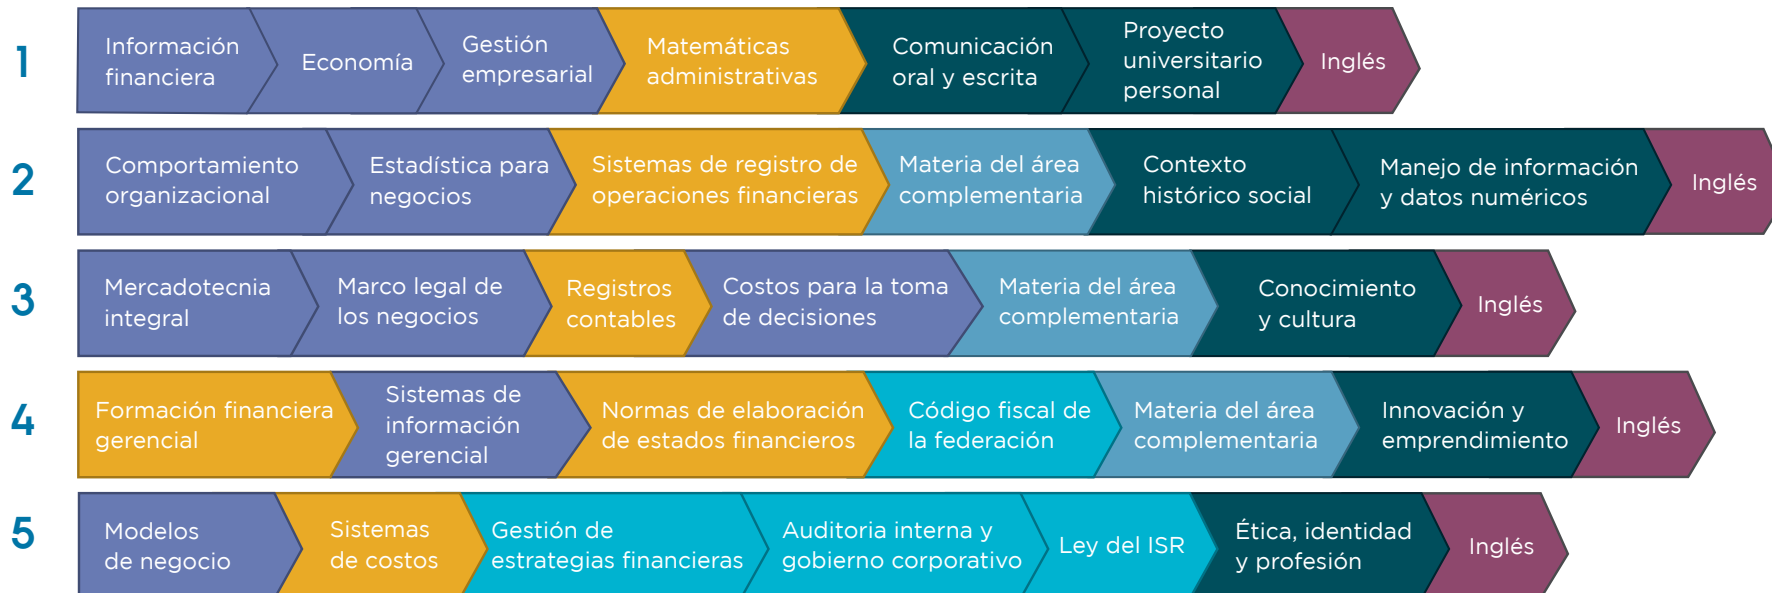 1
Información
financiera
Economía
Gestión
empresarial
Matemáticas
administrativas
Comunicación
oral y escrita
Proyecto
universitario
personal
Inglés
2
Comportamiento
organizacional
Estadística para
negocios
Sistemas de registro de
operaciones financieras
Materia del área
complementaria
Contexto
histórico social
Manejo de información
y datos numéricos
Inglés
3
Mercadotecnia
integral
Marco legal de
los negocios
Registros
contables
Costos para la toma
de decisiones
Materia del área
complementaria
Conocimiento
y cultura
Inglés
4
Formación financiera
gerencial
Sistemas de
información
gerencial
Normas de elaboración
de estados financieros
Código fiscal de
la federación
Materia del área
complementaria
Innovación y
emprendimiento
Inglés
5
Modelos
de negocio
Sistemas
de costos
Gestión de
estrategias financieras
Auditoria interna y
gobierno corporativo
Ley del ISR
Ética, identidad
y profesión
Inglés